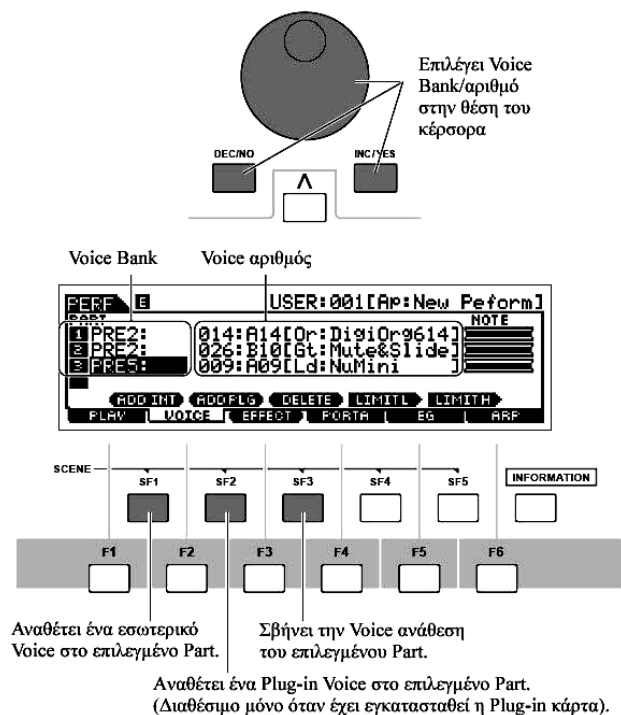 Επιλέγει Voice
Bank/αριθμό
στην θέση του
κέρσορα
DEC/NO
INC/YES
Λ
Voice Bank
Voice αριθμός
PERF E USER:001[Ap:New Peform]
PART NOTE
1 PRE2: 014:A14[Or:DigiOrg614]
2 PRE2: 026:B10[Gt:Mute&Slide]
3 PRE5: 009:A09[Ld:NuMini ]
ADD INT ADD PLG DELETE LIMITL LIMITH
PLAY VOICE EFFECT PORTA EG ARP
SCENE
SF1 SF2 SF3 SF4 SF5 INFORMATION
F1 F2 F3 F4 F5 F6
Αναθέτει ένα εσωτερικό
Voice στο επιλεγμένο Part.
Σβήνει την Voice ανάθεση
του επιλεγμένου Part.
Αναθέτει ένα Plug-in Voice στο επιλεγμένο Part.
(Διαθέσιμο μόνο όταν έχει εγκατασταθεί η Plug-in κάρτα).